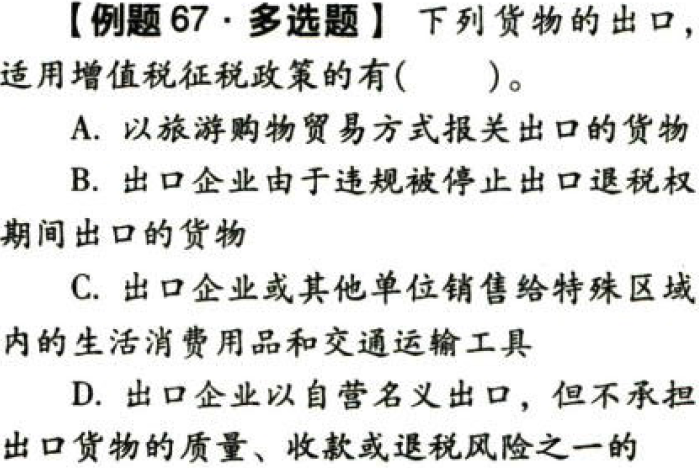 【例题67·多选题】 下列货物的出口，
适用增值税征税政策的有(  )。
A. 以旅游购物贸易方式报关出口的货物
B. 出口企业由于违规被停止出口退税权
期间出口的货物
C. 出口企业或其他单位销售给特殊区域
内的生活消费用品和交通运输工具
D. 出口企业以自营名义出口，但不承担
出口货物的质量、收款或退税风险之一的